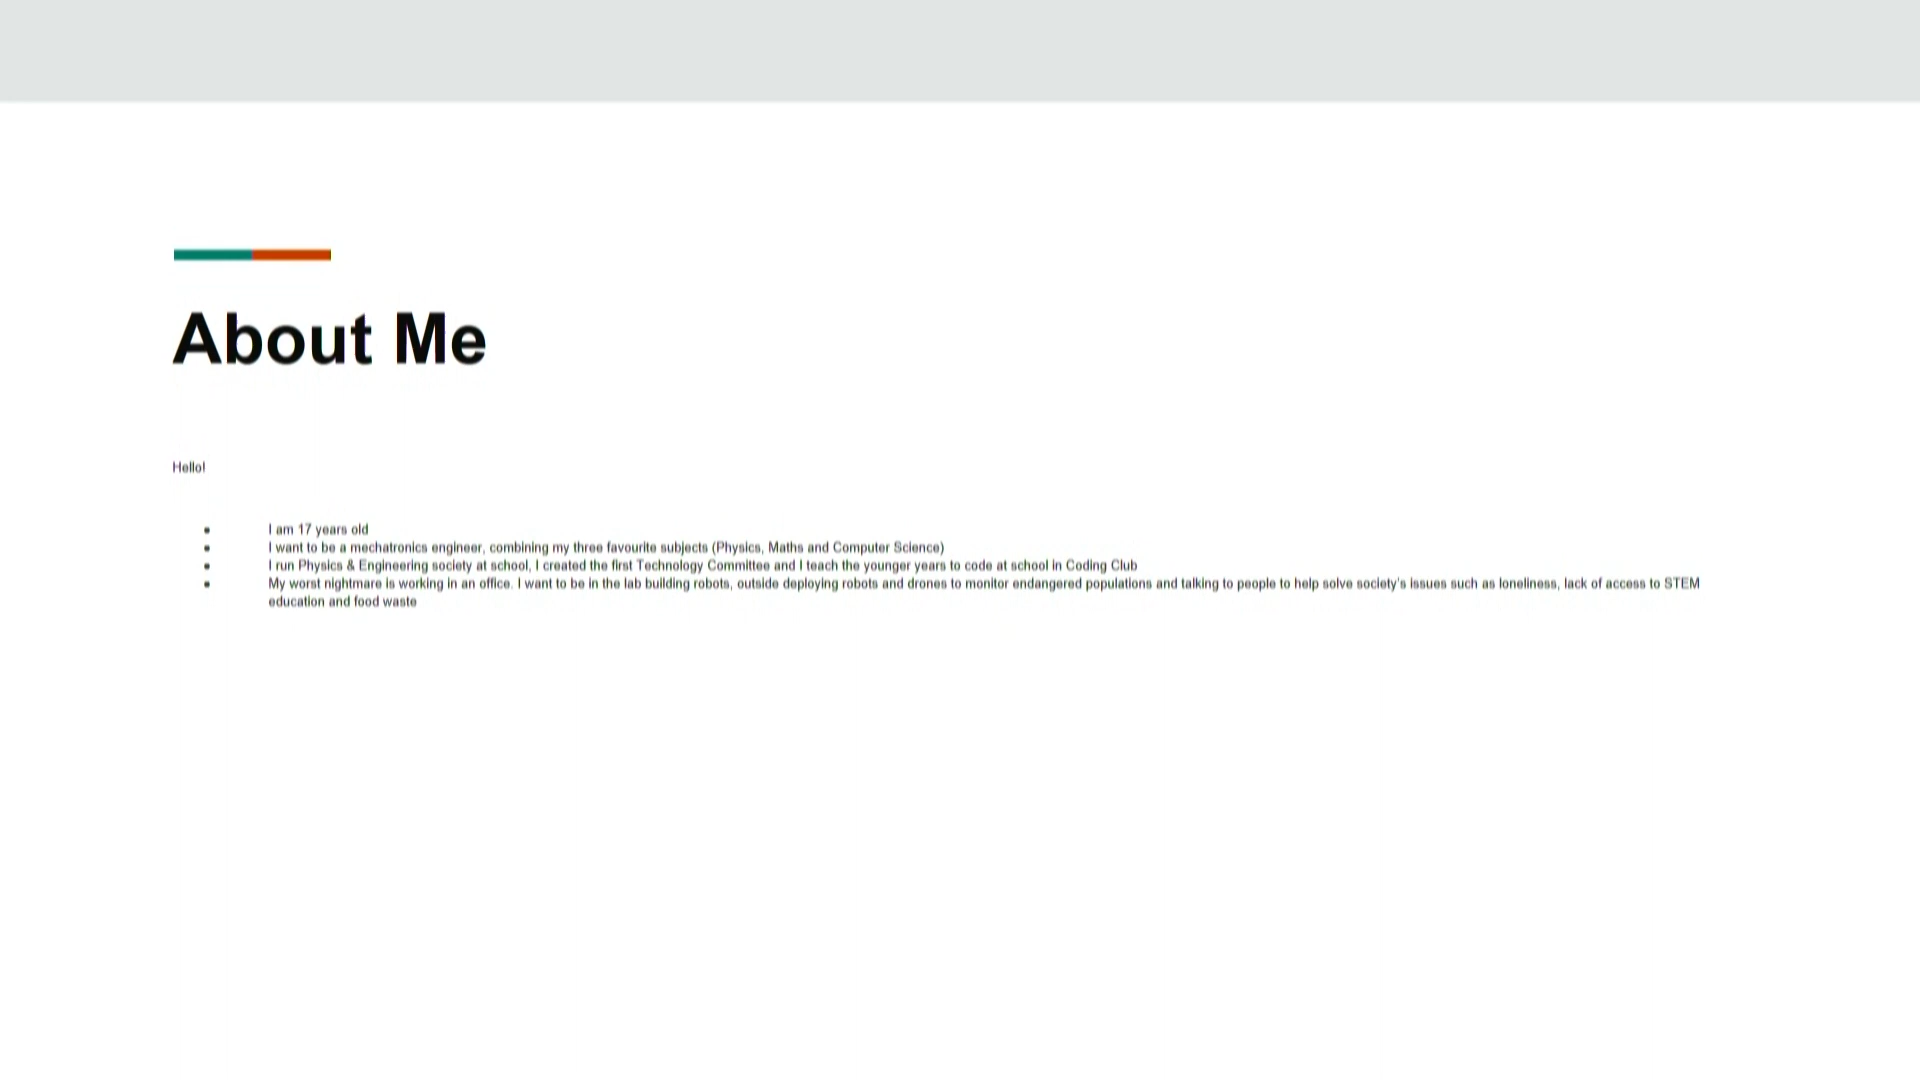 About Me
Hello!
• I am 17 years old
• I want to be a mechatronics engineer, combining my three favourite subjects (Physics, Maths and Computer Science)
• I run Physics & Engineering society at school, I created the first Technology Committee and I teach the younger years to code at school in Coding Club
• My worst nightmare is working in an office. I want to be in the lab building robots, outside deploying robots and drones to monitor endangered populations and talking to people to help solve society's issues such as loneliness, lack of access to STEM
education and food waste